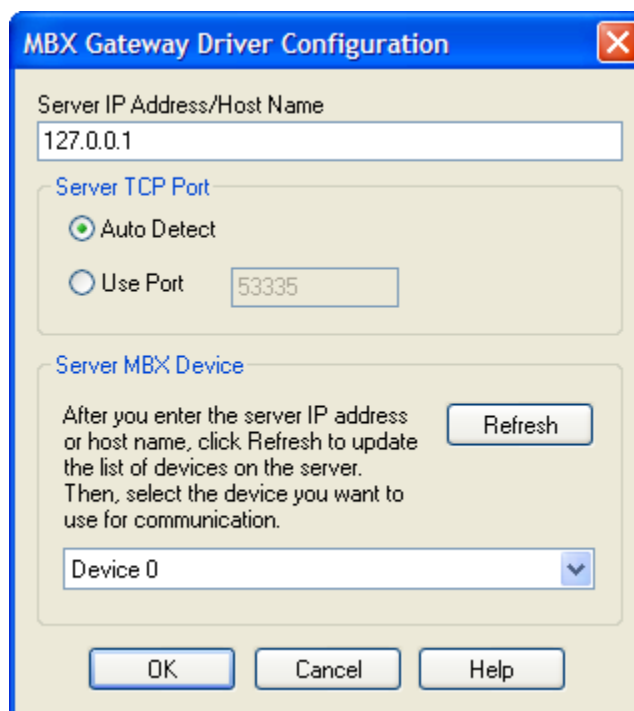 MBX Gateway Driver Configuration
Server IP Address/Host Name
127.0.0.1
Server TCP Port
Auto Detect
Use Port
53335
Server MBX Device
After you enter the server IP address
or host name, click Refresh to update
the list of devices on the server.
Then, select the device you want to
use for communication.
Refresh
Device 0
OK
Cancel
Help